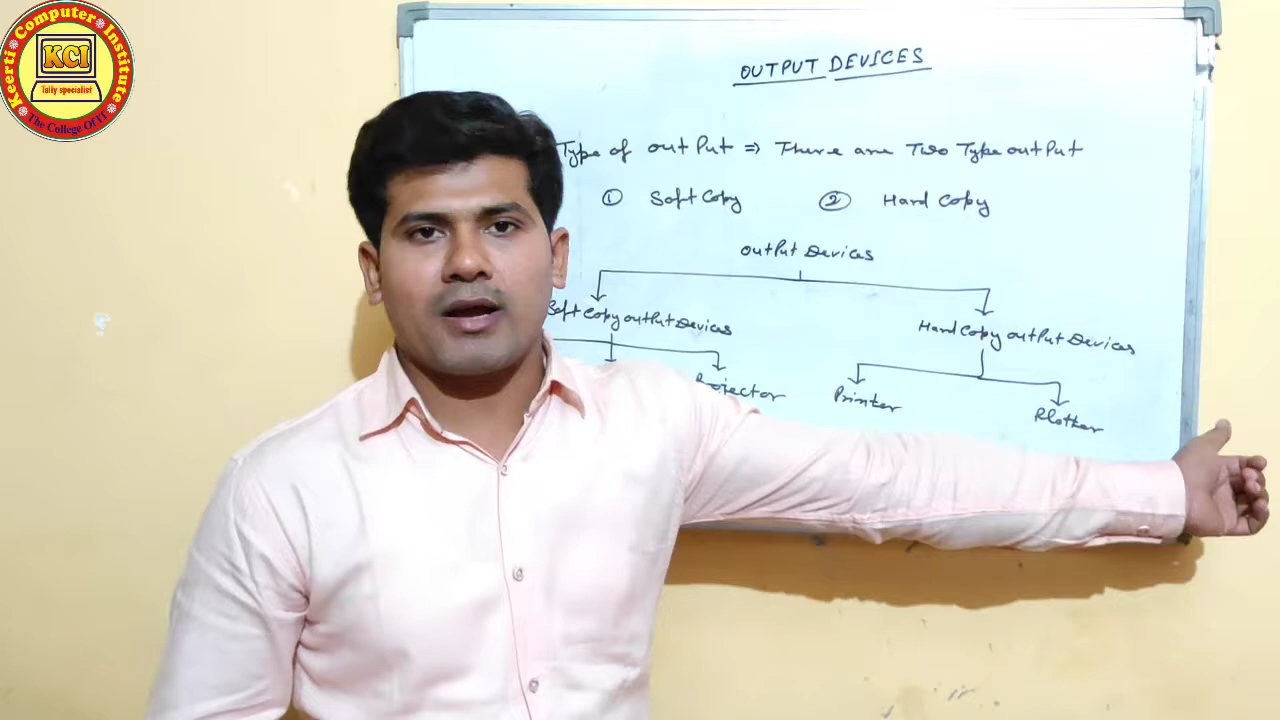 Keerti Computer Institute
KCI
Tally specialist
The College Of IT
OUTPUT DEVICES
Type of output ⇒ There are Two Type output
① Soft Copy ② Hard Copy
output Devices
Soft Copy output Devices
Hard Copy output Devices
Projector
Printer
Plotter